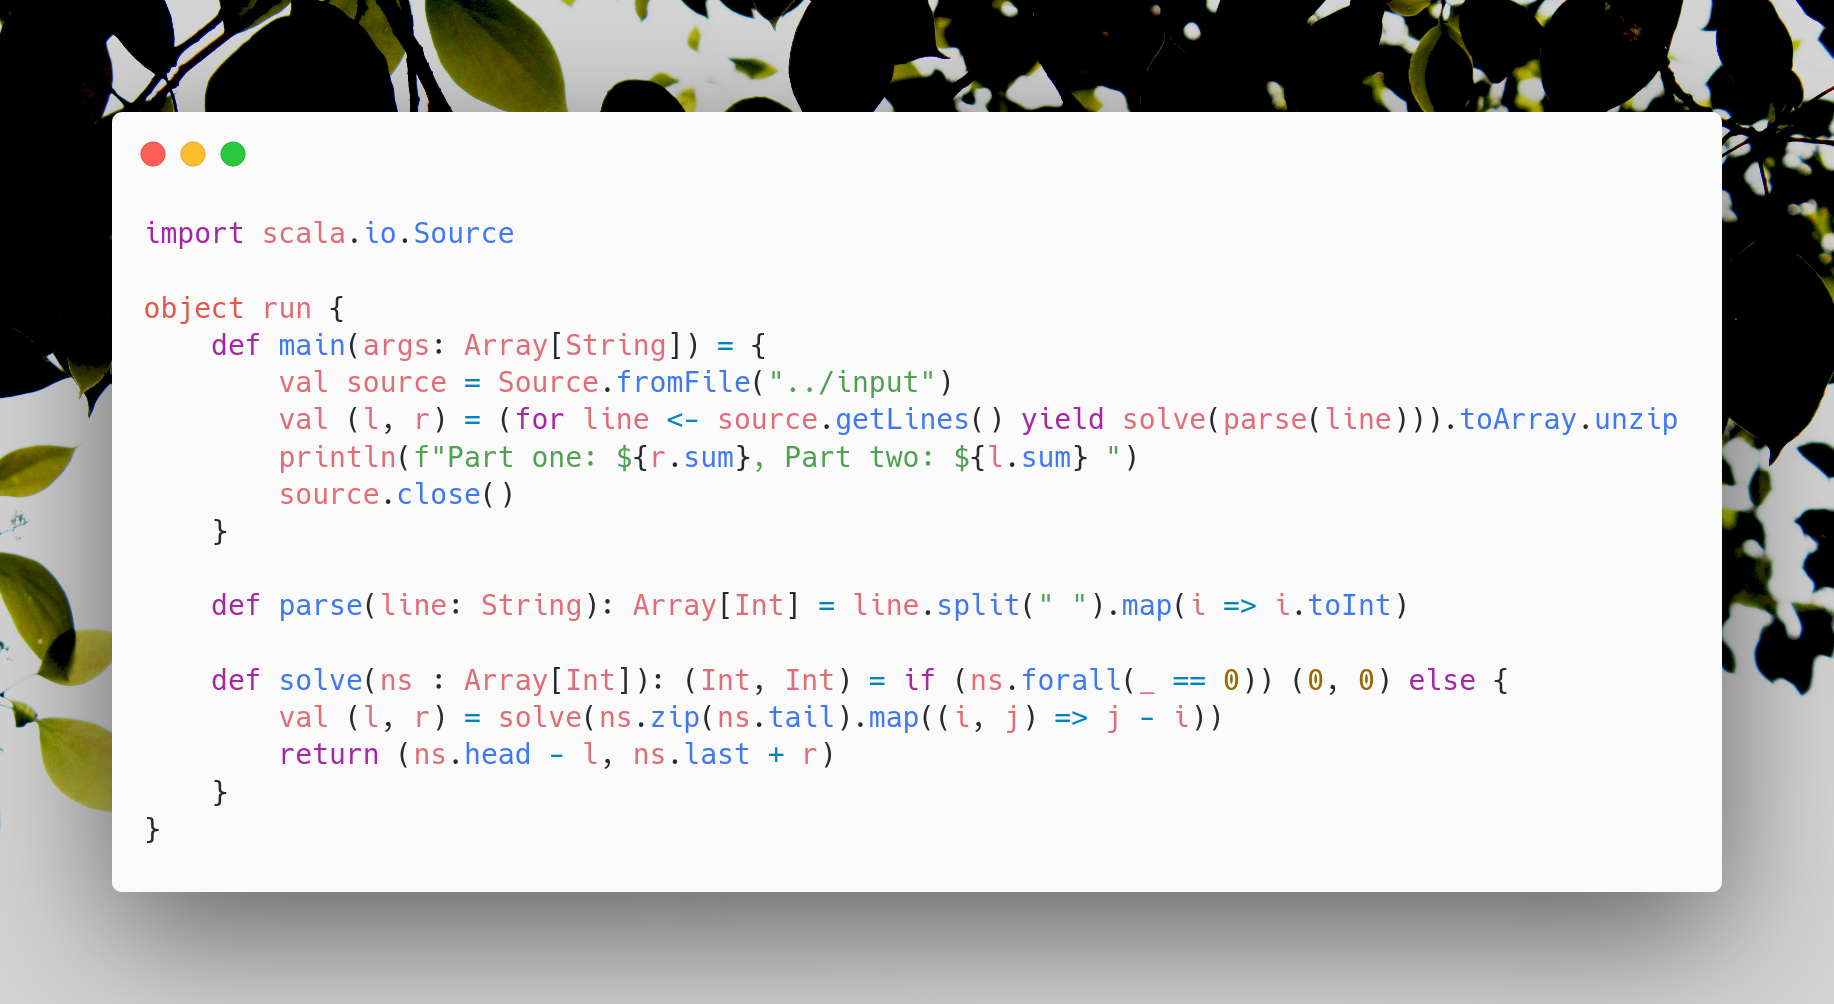 import scala.io.Source
object run {
    def main(args: Array[String]) = {
        val source = Source.fromFile("../input")
        val (l, r) = (for line <- source.getLines() yield solve(parse(line))).toArray.unzip
        println(f"Part one: ${r.sum}, Part two: ${l.sum} ")
        source.close()
    }
    def parse(line: String): Array[Int] = line.split(" ").map(i => i.toInt)
    def solve(ns : Array[Int]): (Int, Int) = if (ns.forall(_ == 0)) (0, 0) else {
        val (l, r) = solve(ns.zip(ns.tail).map((i, j) => j - i))
        return (ns.head - l, ns.last + r)
    }
}